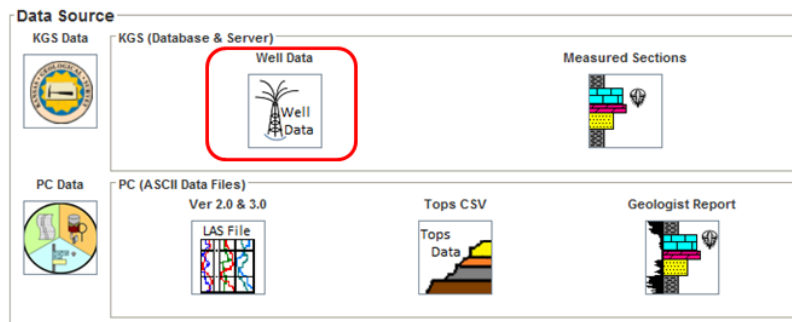 Data Source
KGS Data
KGS (Database & Server)
Well Data
Measured Sections
Well
Data
PC Data
PC (ASCII Data Files)
Ver 2.0 & 3.0
Tops CSV
Geologist Report
LAS File
Tops
Data